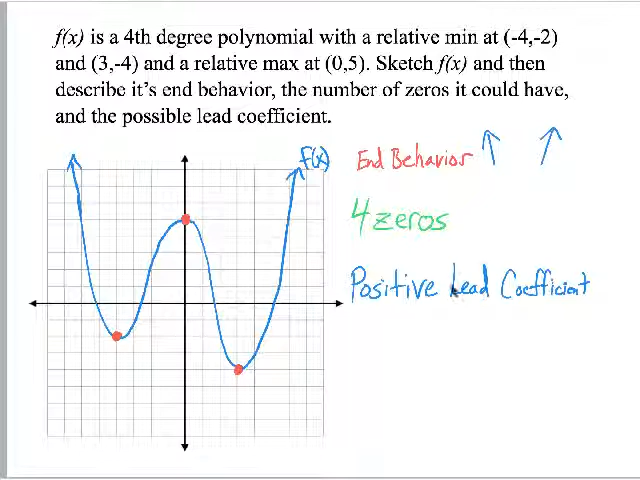 f(x) is a 4th degree polynomial with a relative min at (-4,-2)
and (3,-4) and a relative max at (0,5). Sketch f(x) and then
describe it's end behavior, the number of zeros it could have,
and the possible lead coefficient.
f(x)
End Behavior
4 zeros
Positive Lead Coefficient